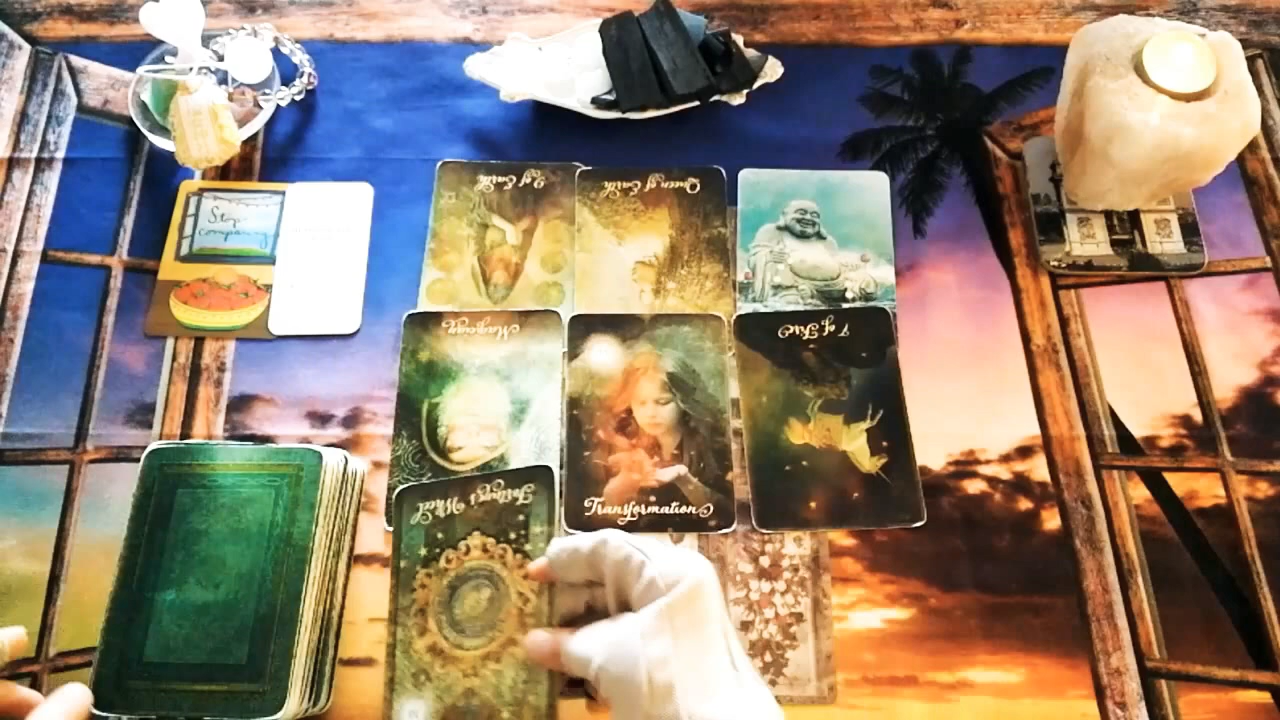 Stop
comparing
9 of Earth
Queen of Earth
Magician
7 of Fire
Transformation
Fortune's Wheel